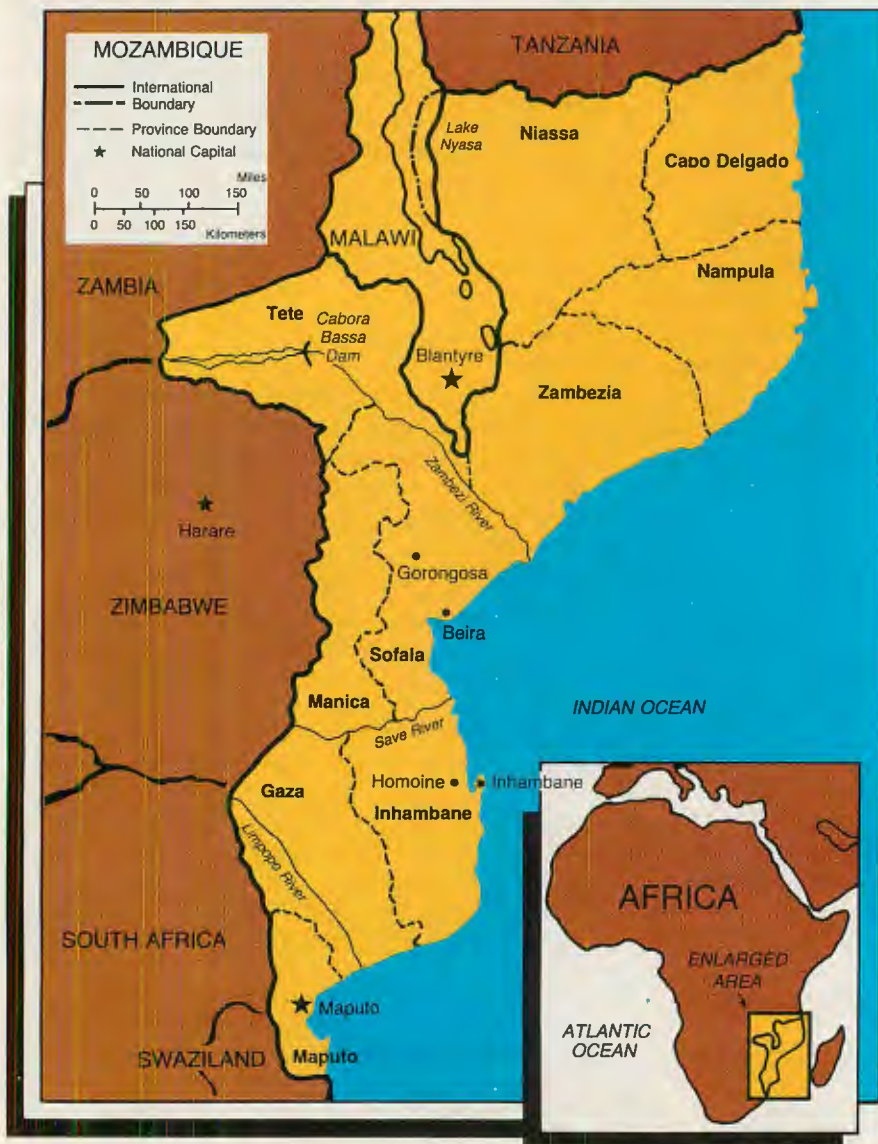 MOZAMBIQUE
International
Boundary
Province Boundary
National Capital
Miles
0 50 100 150
0 50 100 150
Kilometers
TANZANIA
Lake
Nyasa
Niassa
Cabo Delgado
MALAWI
Nampula
ZAMBIA
Tete
Cabora
Bassa
Dam
Blantyre
Zambezia
Zambezi River
Harare
Gorongosa
ZIMBABWE
Beira
Sofala
Manica
INDIAN OCEAN
Save River
Gaza
Homoine
Inhambane
Inhambane
Limpopo River
SOUTH AFRICA
Maputo
SWAZILAND
Maputo
AFRICA
ENLARGED
AREA
ATLANTIC
OCEAN